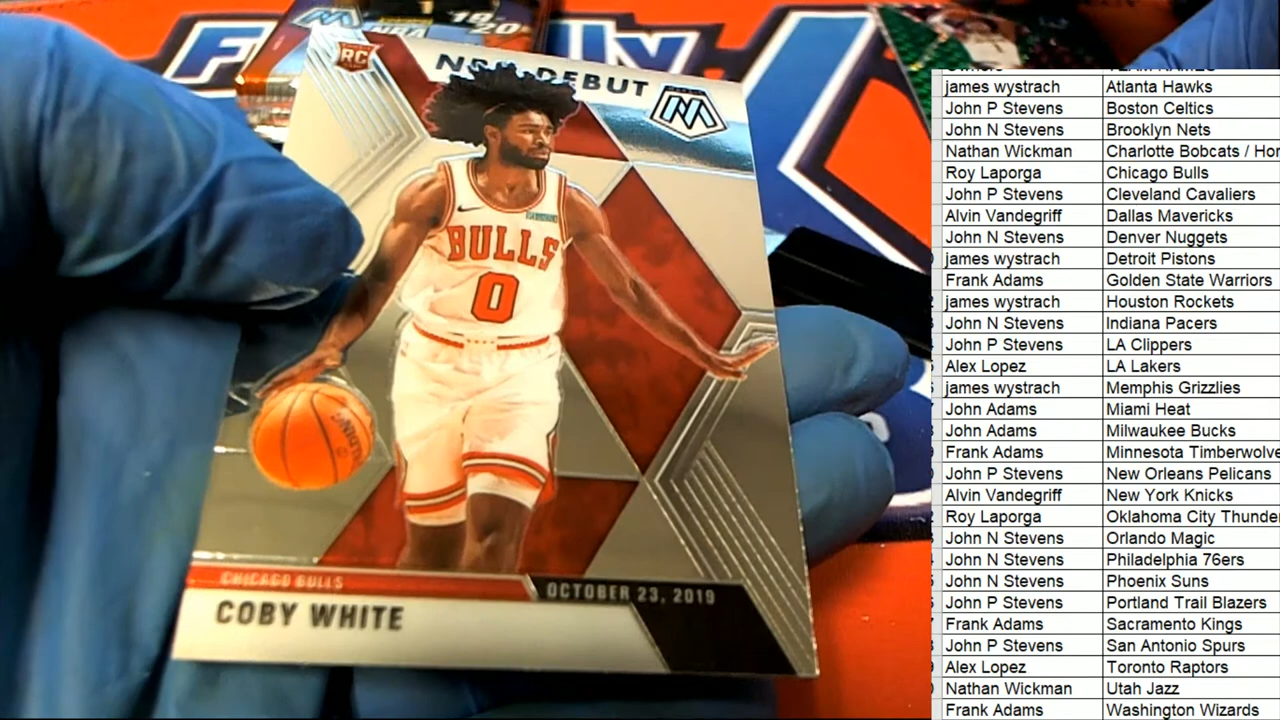 19-20
NBA
RC
NBA DEBUT
BULLS
0
SPALDING
CHICAGO BULLS
OCTOBER 23, 2019
COBY WHITE
james wystrach Atlanta Hawks
John P Stevens Boston Celtics
John N Stevens Brooklyn Nets
Nathan Wickman Charlotte Bobcats / Hor
Roy Laporga Chicago Bulls
John P Stevens Cleveland Cavaliers
Alvin Vandegriff Dallas Mavericks
John N Stevens Denver Nuggets
james wystrach Detroit Pistons
Frank Adams Golden State Warriors
james wystrach Houston Rockets
John N Stevens Indiana Pacers
John P Stevens LA Clippers
Alex Lopez LA Lakers
james wystrach Memphis Grizzlies
John Adams Miami Heat
John Adams Milwaukee Bucks
Frank Adams Minnesota Timberwolve
John P Stevens New Orleans Pelicans
Alvin Vandegriff New York Knicks
Roy Laporga Oklahoma City Thunder
John N Stevens Orlando Magic
John N Stevens Philadelphia 76ers
John N Stevens Phoenix Suns
John P Stevens Portland Trail Blazers
Frank Adams Sacramento Kings
John P Stevens San Antonio Spurs
Alex Lopez Toronto Raptors
Nathan Wickman Utah Jazz
Frank Adams Washington Wizards